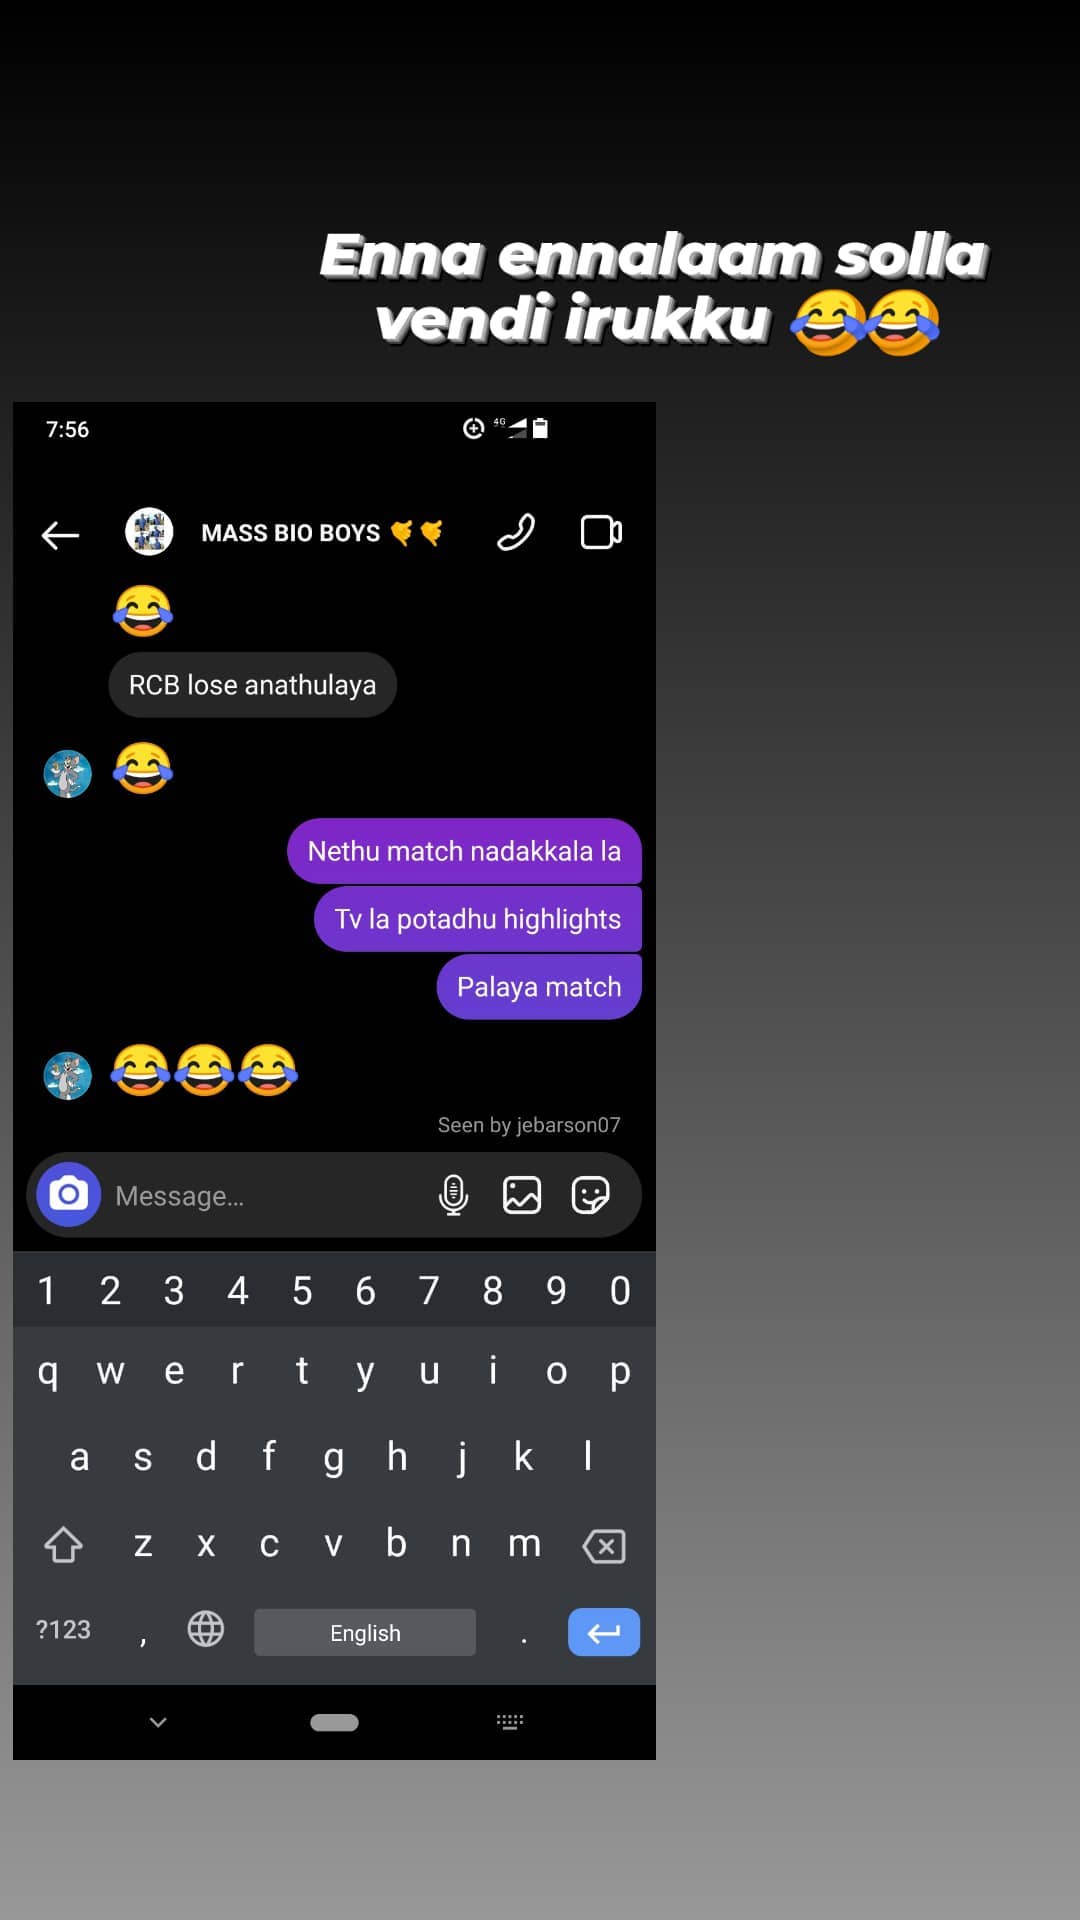 Enna ennalaam solla
vendi irukku 😂😂
7:56
4G
MASS BIO BOYS 🤙🤙
😂
RCB lose anathulaya
😂
Nethu match nadakkala la
Tv la potadhu highlights
Palaya match
😂😂😂
Seen by jebarson07
Message...
1 2 3 4 5 6 7 8 9 0
q w e r t y u i o p
a s d f g h j k l
z x c v b n m
?123 , English .